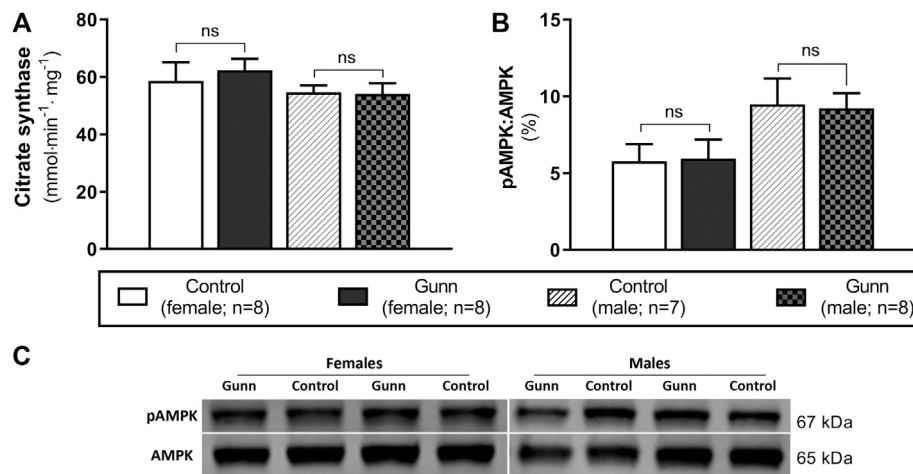 A
Citrate synthase
(mmol·min⁻¹· mg⁻¹)
80
60
40
20
0
ns
ns
B
pAMPK:AMPK
(%)
15
10
5
0
ns
ns
Control
(female; n=8)
Gunn
(female; n=8)
Control
(male; n=7)
Gunn
(male; n=8)
C
Females
Males
Gunn Control Gunn Control Gunn Control Gunn Control
pAMPK
67 kDa
AMPK
65 kDa